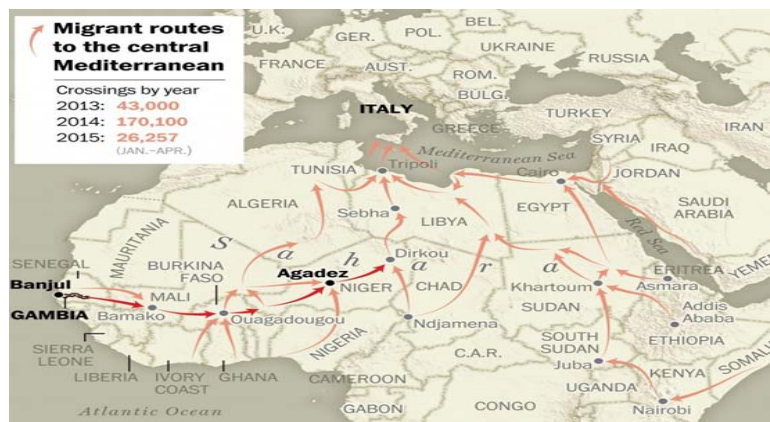 Migrant routes
to the central
Mediterranean
Crossings by year
2013: 43,000
2014: 170,100
2015: 26,257
(JAN.–APR.)
U.K.
BEL.
GER.
POL.
UKRAINE
RUSSIA
FRANCE
AUST.
ROM.
BULG.
ITALY
GREECE
TURKEY
SYRIA
IRAN
IRAQ
Mediterranean Sea
TUNISIA
Tripoli
Cairo
JORDAN
ALGERIA
Sebha
LIBYA
EGYPT
SAUDI
ARABIA
Red Sea
MAURITANIA
Sahara
SENEGAL
BURKINA
FASO
Agadez
Dirkou
Banjul
MALI
NIGER
CHAD
Khartoum
ERITREA
YEMEN
Asmara
GAMBIA
Bamako
Ouagadougou
Ndjamena
SUDAN
Addis
Ababa
SIERRA
LEONE
NIGERIA
SOUTH
SUDAN
ETHIOPIA
LIBERIA
IVORY
COAST
GHANA
CAMEROON
C.A.R.
Juba
UGANDA
KENYA
SOMALI
Atlantic Ocean
GABON
CONGO
Nairobi